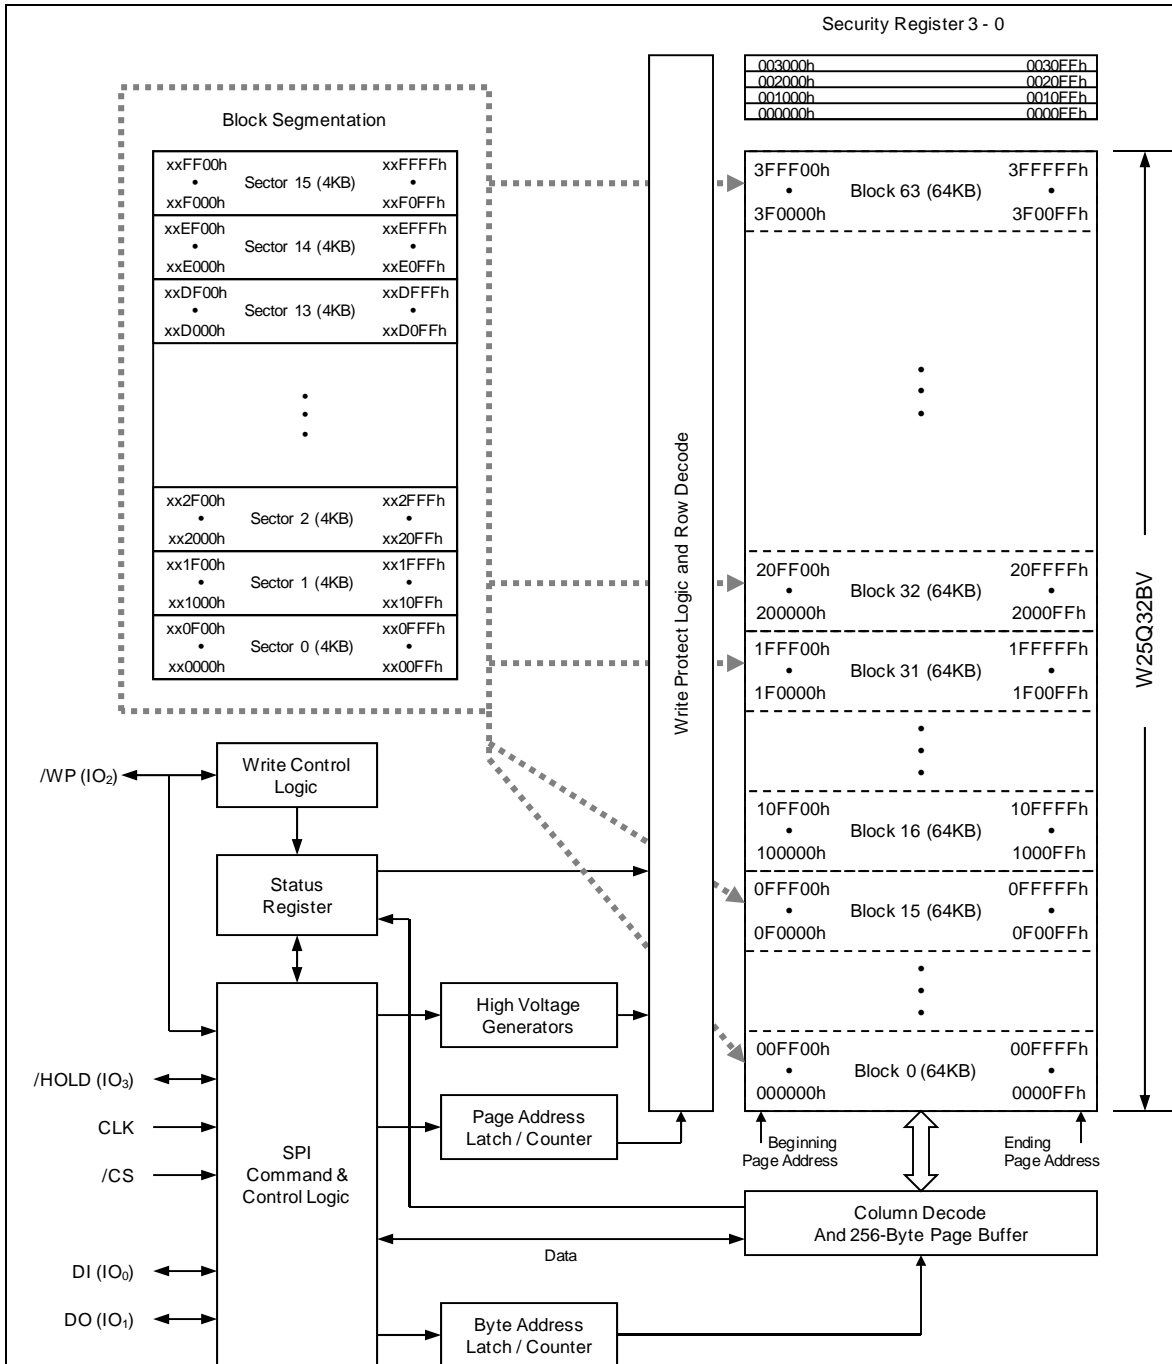 Security Register 3 - 0
003000h 0030FFh
002000h 0020FFh
001000h 0010FFh
000000h 0000FFh
Block Segmentation
xxFF00h xxFFFFh
• Sector 15 (4KB) •
xxF000h xxF0FFh
xxEF00h xxEFFFh
• Sector 14 (4KB) •
xxE000h xxE0FFh
xxDF00h xxDFFFh
• Sector 13 (4KB) •
xxD000h xxD0FFh
xx2F00h xx2FFFh
• Sector 2 (4KB) •
xx2000h xx20FFh
xx1F00h xx1FFFh
• Sector 1 (4KB) •
xx1000h xx10FFh
xx0F00h xx0FFFh
• Sector 0 (4KB) •
xx0000h xx00FFh
Write Protect Logic and Row Decode
3FFF00h 3FFFFFh
• Block 63 (64KB) •
3F0000h 3F00FFh
20FF00h 20FFFFh
• Block 32 (64KB) •
200000h 2000FFh
1FFF00h 1FFFFFh
• Block 31 (64KB) •
1F0000h 1F00FFh
10FF00h 10FFFFh
• Block 16 (64KB) •
100000h 1000FFh
0FFF00h 0FFFFFh
• Block 15 (64KB) •
0F0000h 0F00FFh
00FF00h 00FFFFh
• Block 0 (64KB) •
000000h 0000FFh
W25Q32BV
Beginning
Page Address
Ending
Page Address
/WP (IO₂)
Write Control
Logic
Status
Register
High Voltage
Generators
/HOLD (IO₃)
CLK
/CS
DI (IO₀)
DO (IO₁)
SPI
Command &
Control Logic
Page Address
Latch / Counter
Column Decode
And 256-Byte Page Buffer
Data
Byte Address
Latch / Counter